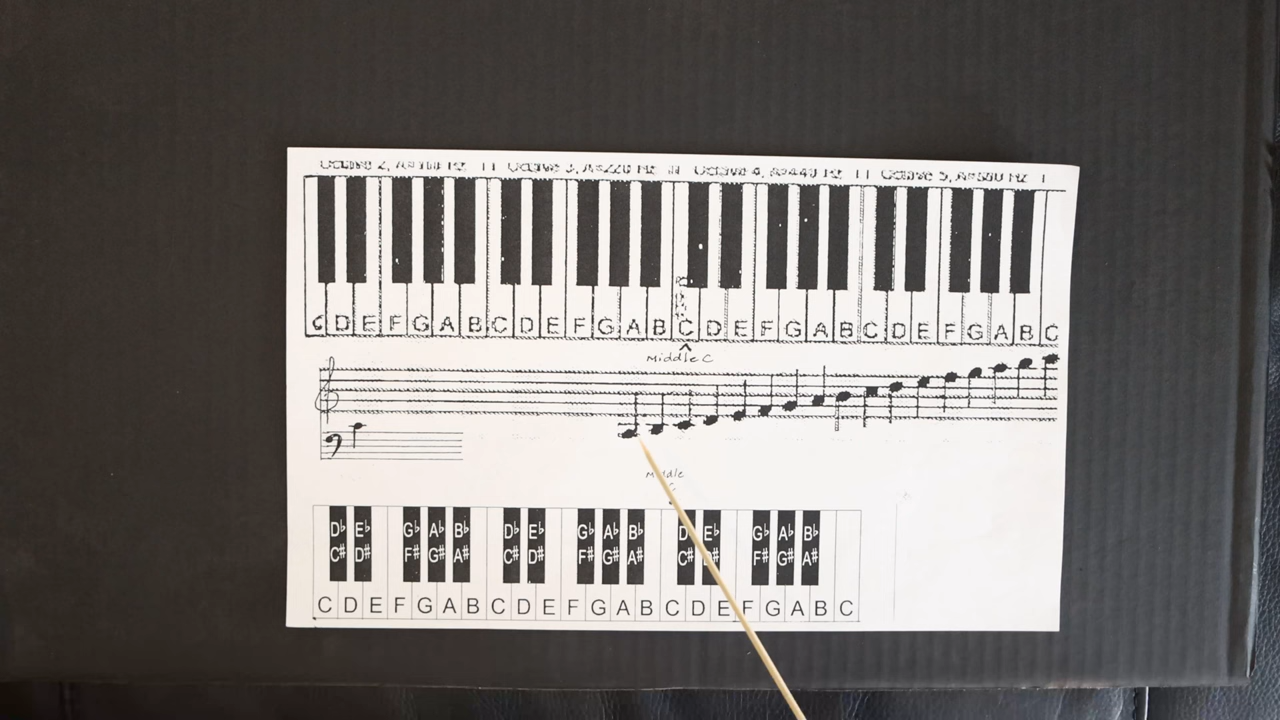 Octave 2, A=110 Hz | | Octave 3, A=220 Hz | | Octave 4, A=440 Hz | | Octave 5, A=880 Hz |
C D E F G A B C D E F G A B C D E F G A B C D E F G A B C
Middle C
Middle
D♭ E♭ G♭ A♭ B♭ D♭ E♭ G♭ A♭ B♭ D E♭ G♭ A♭ B♭
C# D# F# G# A# C# D# F# G# A# C# D# F# G# A#
C D E F G A B C D E F G A B C D E F G A B C